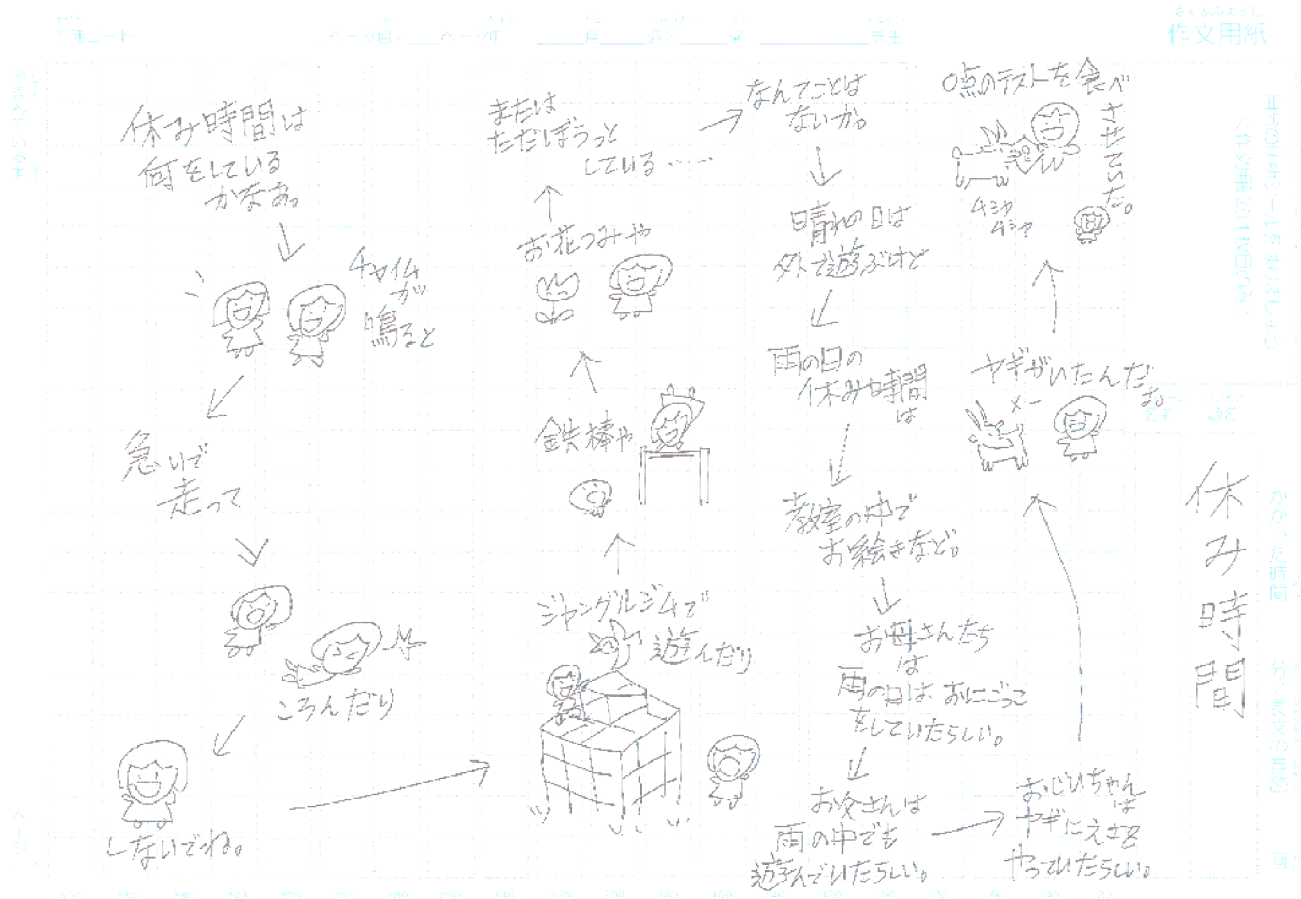 作文用紙
休み時間
休み時間は
何をしている
かなあ。
チャイム
が
鳴ると
急いで
走って
ころんだり
しないでね。
ジャングルジムで
遊んだり
鉄棒や
お花つみや
または
ただぼうっと
している……
なんてことは
ないか。
晴れの日は
外で遊ぶけど
雨の日の
休み時間
は
教室の中で
お絵きなど。
お母さんたち
は
雨の日は、おにごっこ
をしていたらしい。
お父さんは
雨の中でも
遊んでいたらしい。
おじいちゃん
は
ヤギにえさを
やっていたらしい。
ヤギがいたんだ
よ。
メー
0点のテストを食べ
させたんだ。
ムシャ
ムシャ